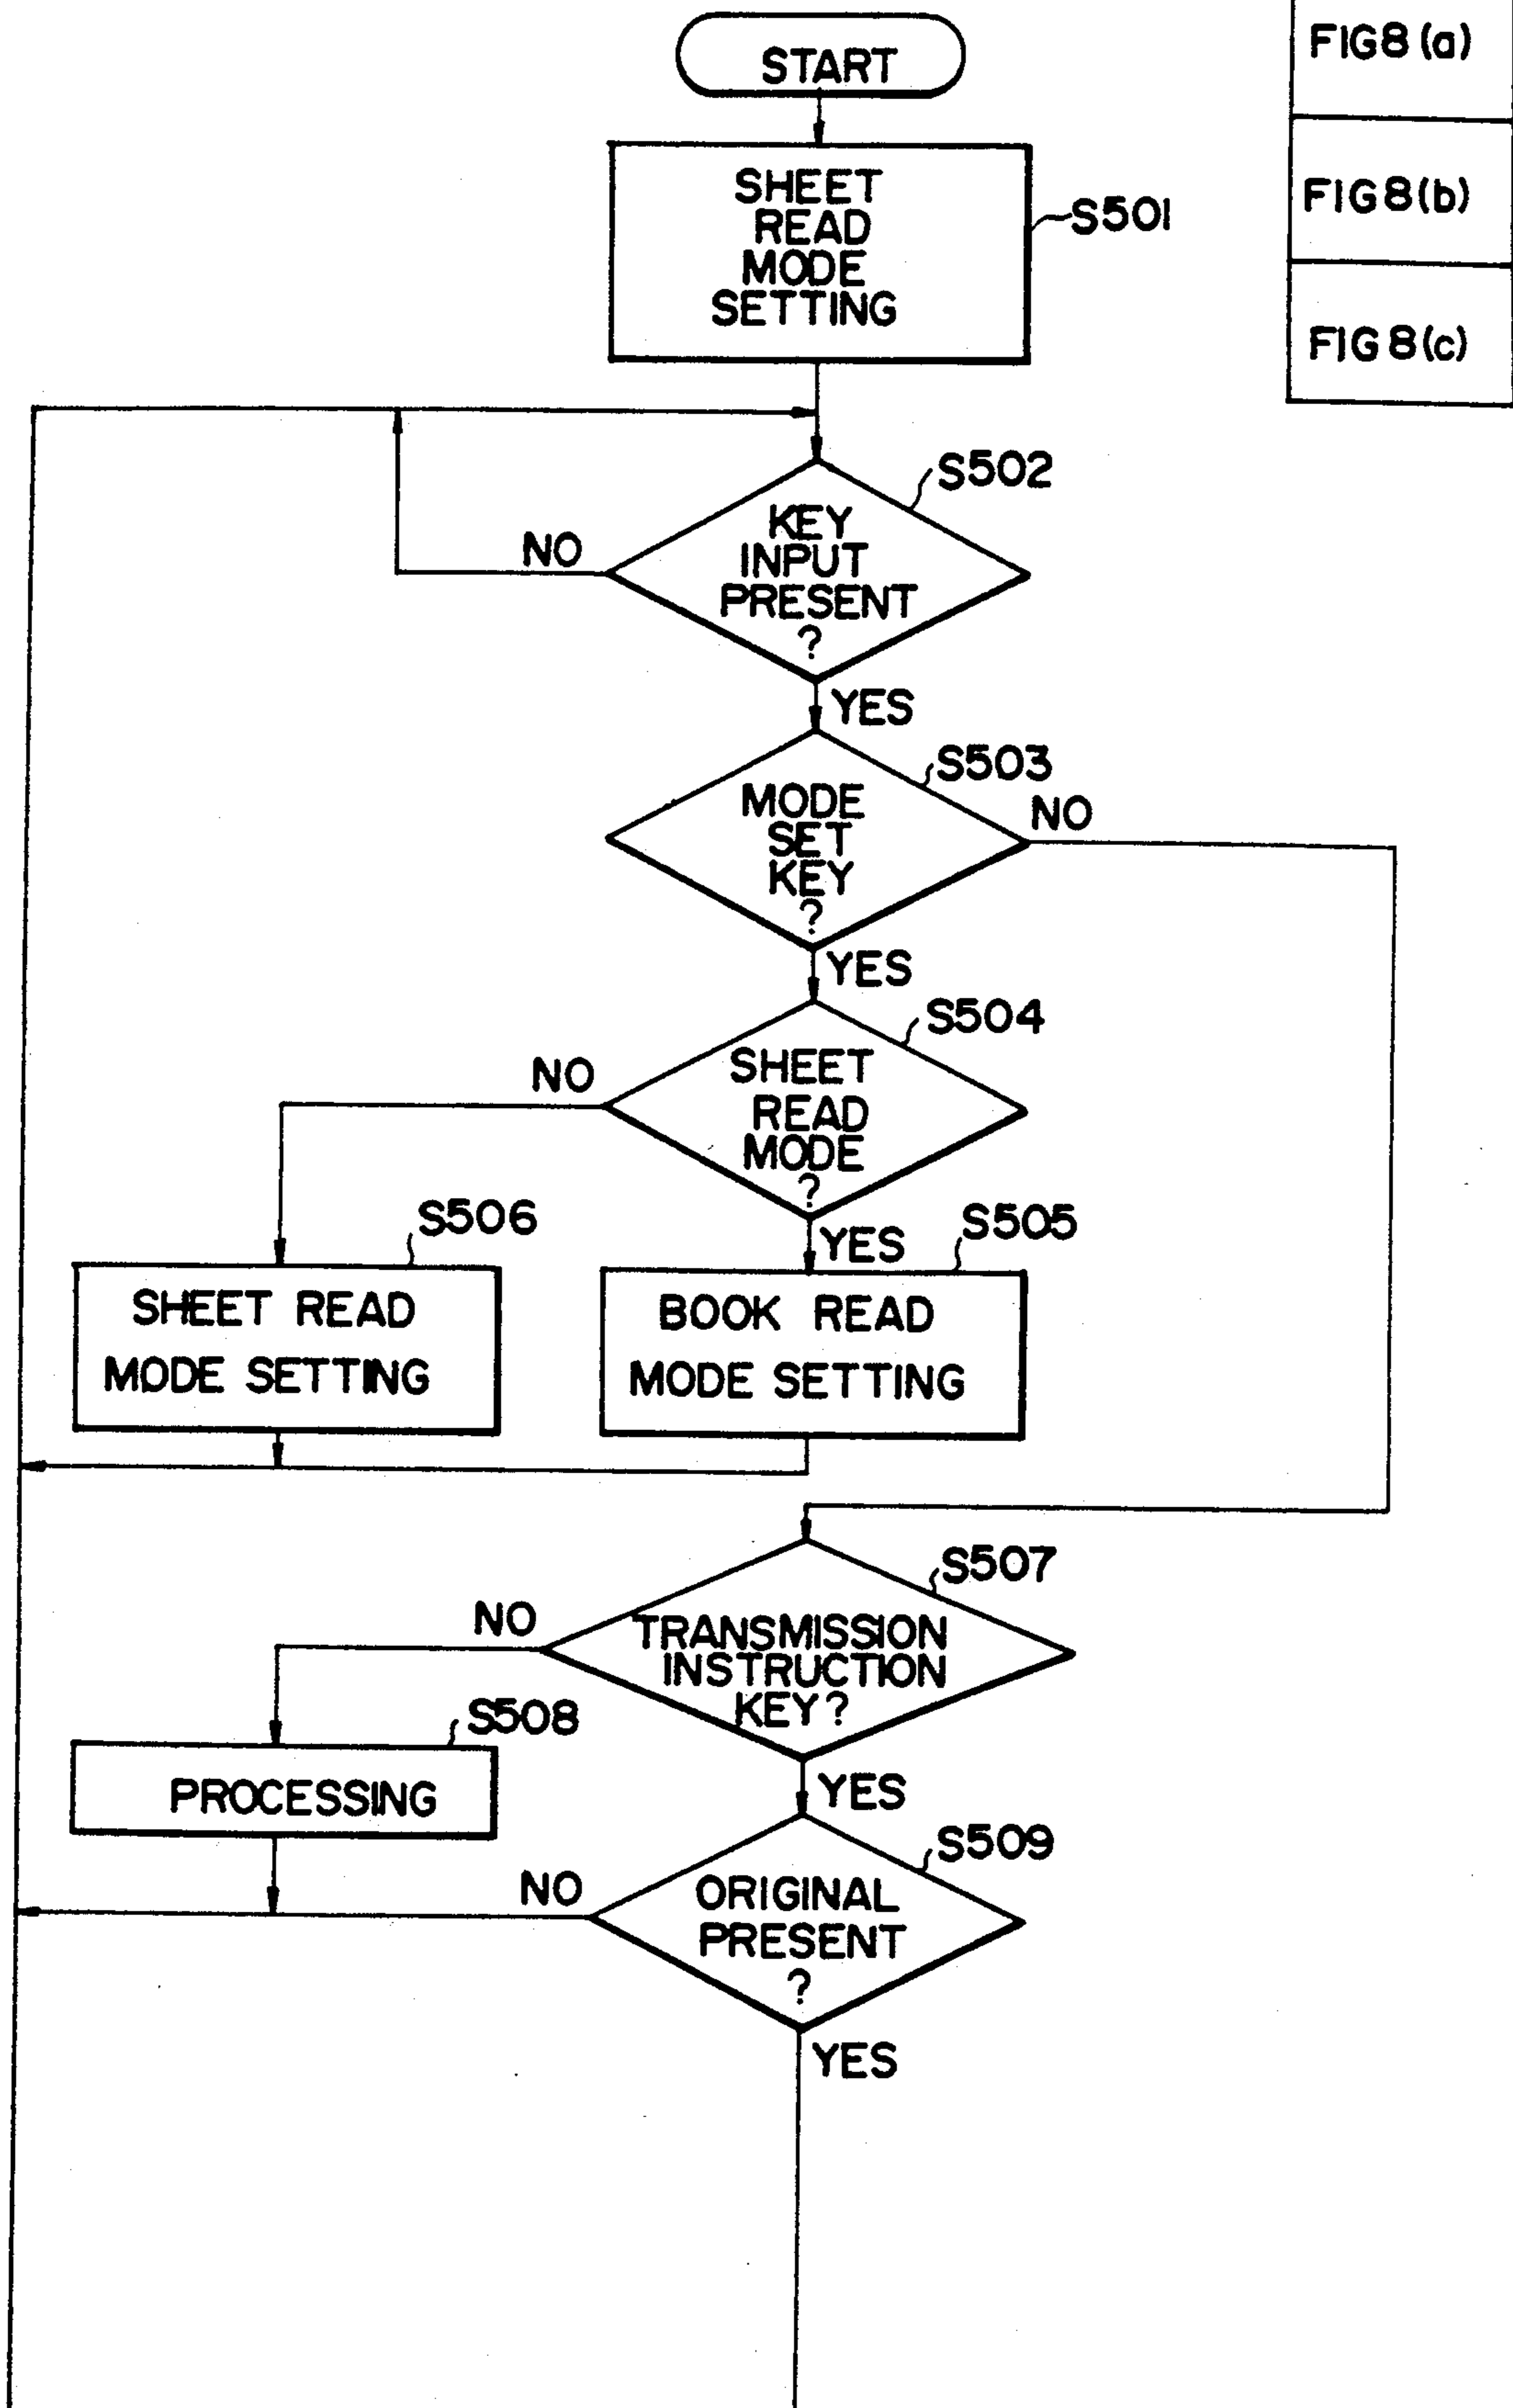 START
FIG8(a)
FIG8(b)
FIG8(c)
SHEET
READ
MODE
SETTING
S501
S502
KEY
INPUT
PRESENT
?
NO
YES
S503
MODE
SET
KEY
?
NO
YES
S504
SHEET
READ
MODE
?
NO
YES
S506
SHEET READ
MODE SETTING
S505
BOOK READ
MODE SETTING
S507
TRANSMISSION
INSTRUCTION
KEY?
NO
YES
S508
PROCESSING
S509
ORIGINAL
PRESENT
?
NO
YES